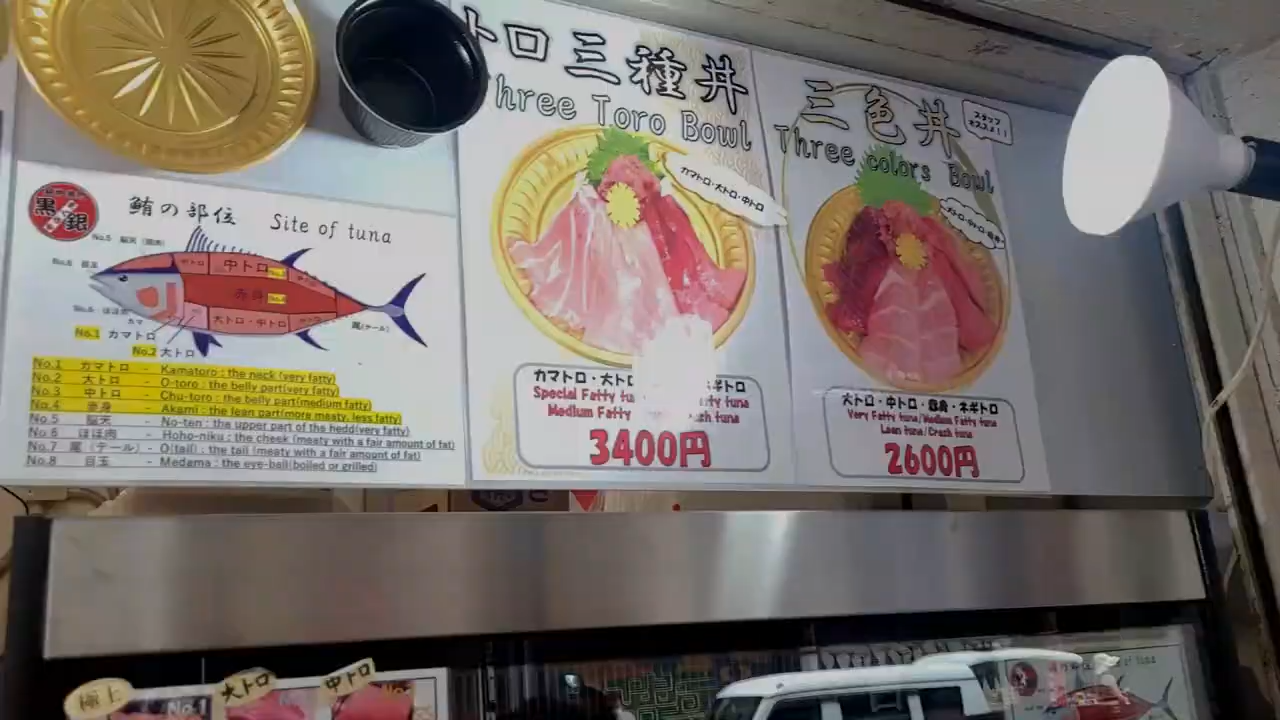 黒銀
鮪の部位 Site of tuna
No.5 脳天
No.8 目玉
No.6 ほほ肉
カマ
中トロ
中トロ
赤身
大トロ・中トロ
尾(テール)
No.1 カマトロ
No.2 大トロ
No.1 カマトロ - Kamatoro : the neck (very fatty)
No.2 大トロ - O-toro : the belly part(very fatty)
No.3 中トロ - Chu-toro : the belly part(medium fatty)
No.4 赤身 - Akami : the lean part(more meaty, less fatty)
No.5 脳天 - No-ten : the upper part of the hedd(very fatty)
No.6 ほほ肉 - Hoho-niku : the cheek (meaty with a fair amount of fat)
No.7 尾(テール) - O(tail) : the tail (meaty with a fair amount of fat)
No.8 目玉 - Medama : the eye-ball(boiled or grilled)
トロ三種丼
Three Toro Bowl
カマトロ・大トロ・中トロ
カマトロ・大トロ ネギトロ
Special Fatty tu ty tuna
Medium Fatty sh tuna
3400円
三色丼
スタッフ
オススメ!!
Three colors Bowl
大トロ・中トロ・赤身
大トロ・中トロ・赤身・ネギトロ
Very Fatty tuna/Medium Fatty tuna
Lean tuna/Crash tuna
2600円
極上
No.1
大トロ
中トロ
of tuna